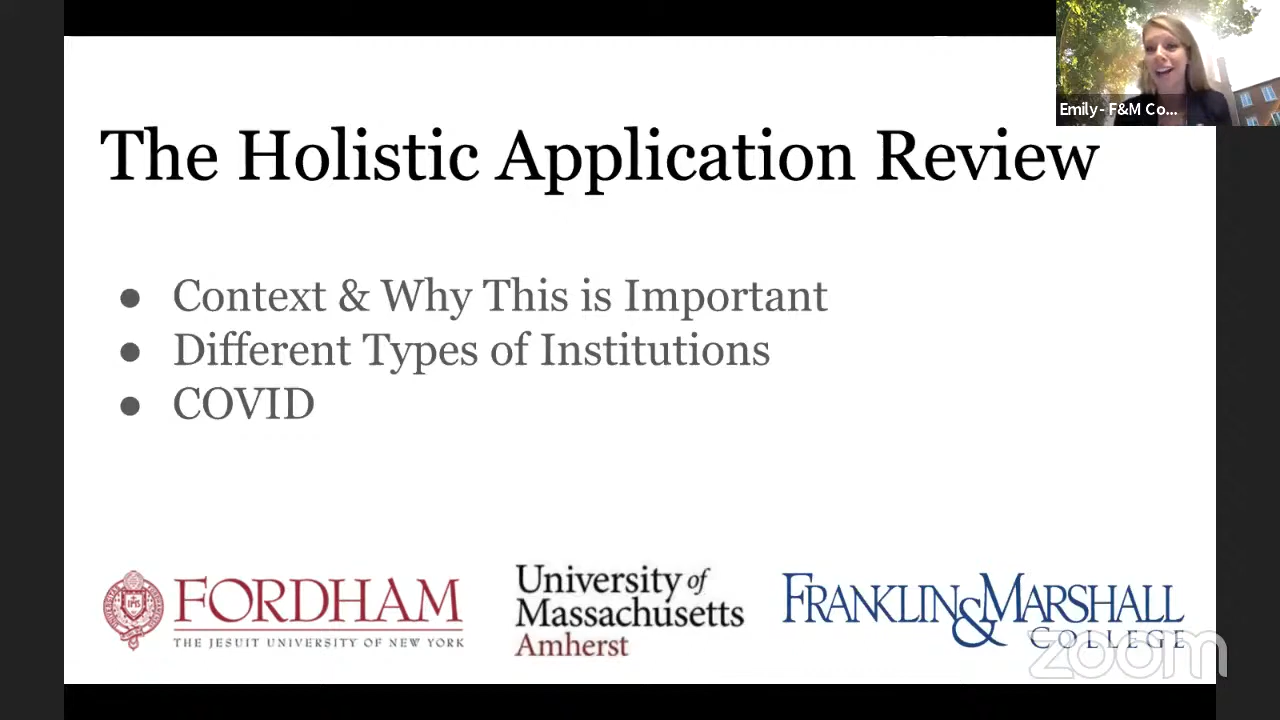 Emily- F&M Co...
The Holistic Application Review
● Context & Why This is Important
● Different Types of Institutions
● COVID
IHS
FORDHAM
THE JESUIT UNIVERSITY OF NEW YORK
University of
Massachusetts
Amherst
FRANKLIN & MARSHALL
COLLEGE
zoom